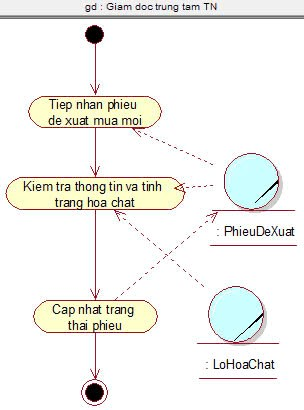 gd : Giam doc trung tam TN
Tiep nhan phieu
de xuat mua moi
Kiem tra thong tin va tinh
trang hoa chat
: PhieuDeXuat
Cap nhat trang
thai phieu
: LoHoaChat